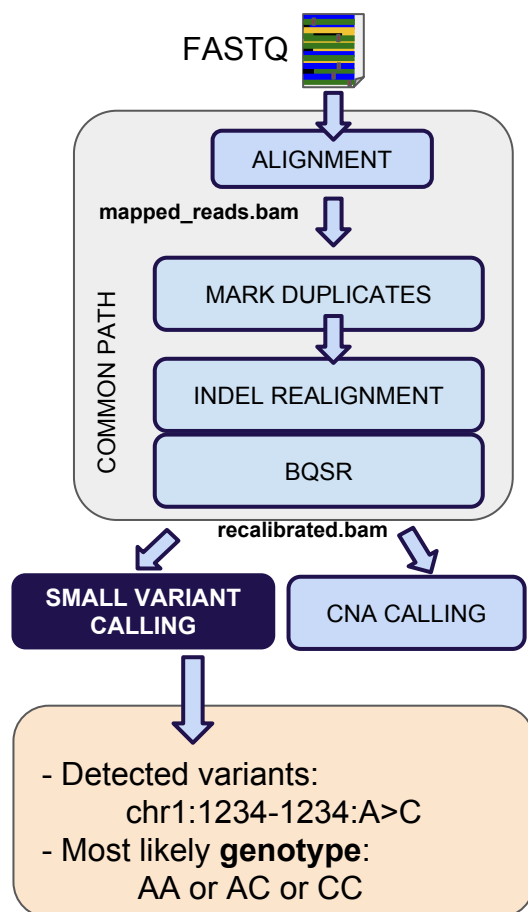 FASTQ
ALIGNMENT
mapped_reads.bam
COMMON PATH
MARK DUPLICATES
INDEL REALIGNMENT
BQSR
recalibrated.bam
SMALL VARIANT
CALLING
CNA CALLING
- Detected variants:
chr1:1234-1234:A>C
- Most likely genotype:
AA or AC or CC